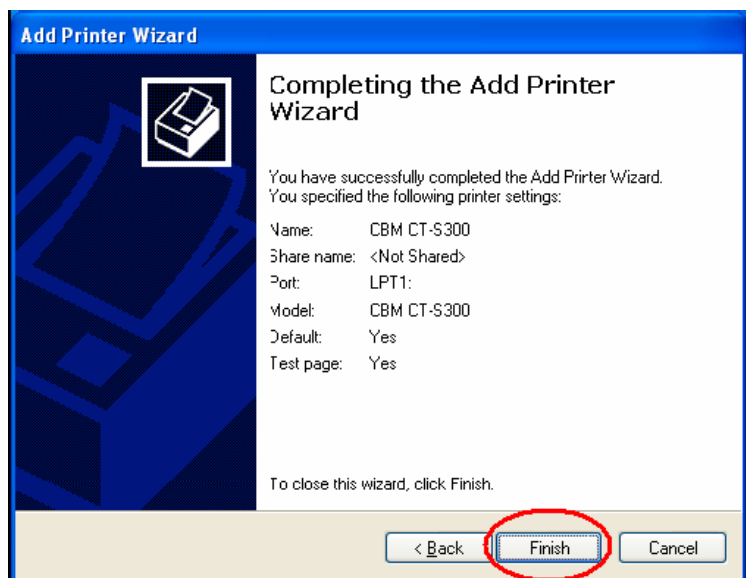 Add Printer Wizard
Completing the Add Printer
Wizard
You have successfully completed the Add Printer Wizard.
You specified the following printer settings:
Name: CBM CT-S300
Share name: <Not Shared>
Port: LPT1:
Model: CBM CT-S300
Default: Yes
Test page: Yes
To close this wizard, click Finish.
< Back Finish Cancel